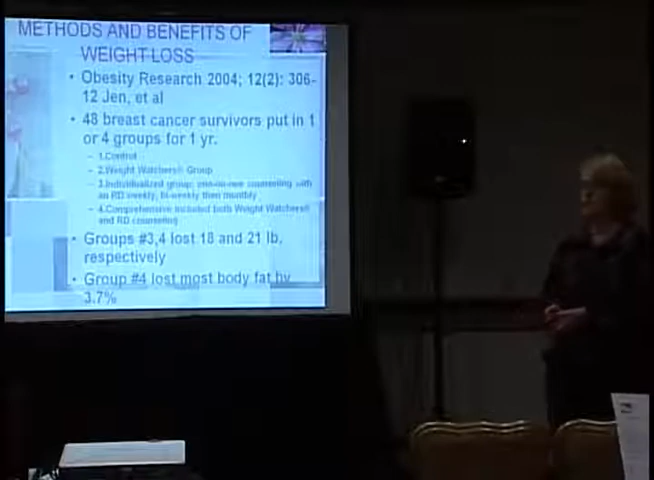 METHODS AND BENEFITS OF
WEIGHT LOSS
• Obesity Research 2004; 12(2): 306-
12 Jen, et al
• 48 breast cancer survivors put in 1
or 4 groups for 1 yr.
– 1.Control
– 2.Weight Watchers® Group
– 3.Individualized group: one-on-one counseling with
an RD weekly, bi-weekly then monthly
– 4.Comprehensive included both Weight Watchers®
and RD counseling
• Groups #3,4 lost 18 and 21 lb,
respectively
• Group #4 lost most body fat by
3.7%